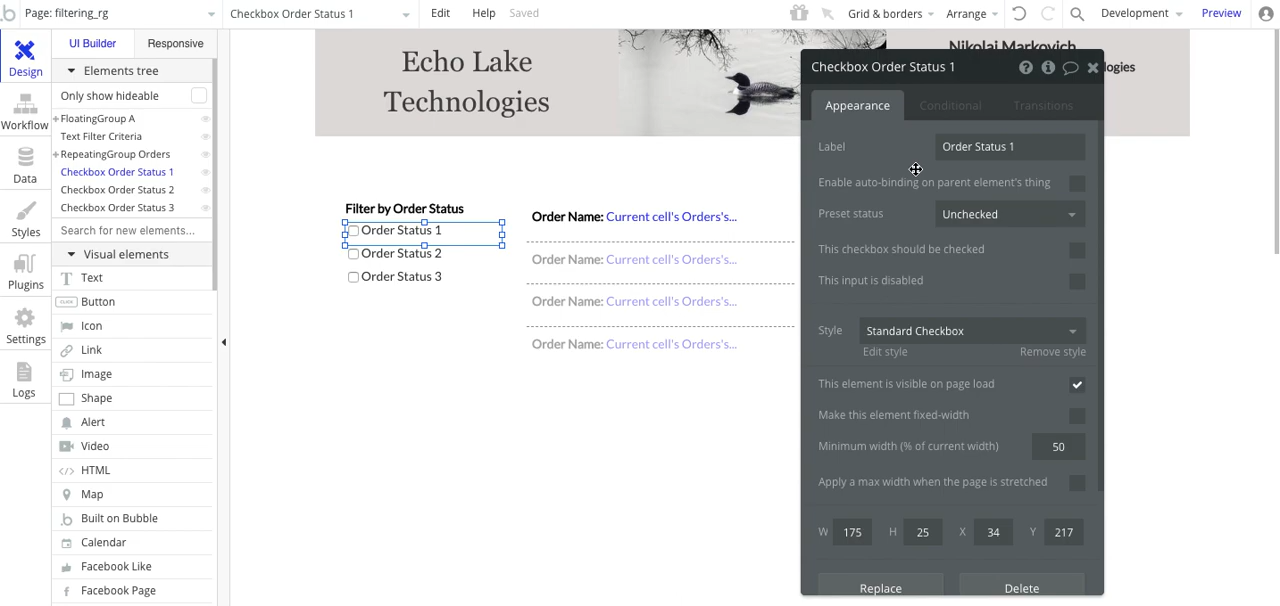 Page: filtering_rg
Checkbox Order Status 1
Edit
Help
Saved
Grid & borders
Arrange
Development
Preview
Design
Workflow
Data
Styles
Plugins
Settings
Logs
UI Builder
Responsive
Elements tree
Only show hideable
FloatingGroup A
Text Filter Criteria
RepeatingGroup Orders
Checkbox Order Status 1
Checkbox Order Status 2
Checkbox Order Status 3
Search for new elements...
Visual elements
Text
CLICK
Button
Icon
Link
Image
Shape
Alert
Video
HTML
Map
Built on Bubble
Calendar
Facebook Like
Facebook Page
Echo Lake
Technologies
Nikolai Markovich
logies
Filter by Order Status
Order Status 1
Order Status 2
Order Status 3
Order Name: Current cell's Orders's...
Order Name: Current cell's Orders's...
Order Name: Current cell's Orders's...
Order Name: Current cell's Orders's...
Checkbox Order Status 1
Appearance
Conditional
Transitions
Label
Order Status 1
Enable auto-binding on parent element's thing
Preset status
Unchecked
This checkbox should be checked
This input is disabled
Style
Standard Checkbox
Edit style
Remove style
This element is visible on page load
Make this element fixed-width
Minimum width (% of current width)
50
Apply a max width when the page is stretched
W 175 H 25 X 34 Y 217
Replace
Delete